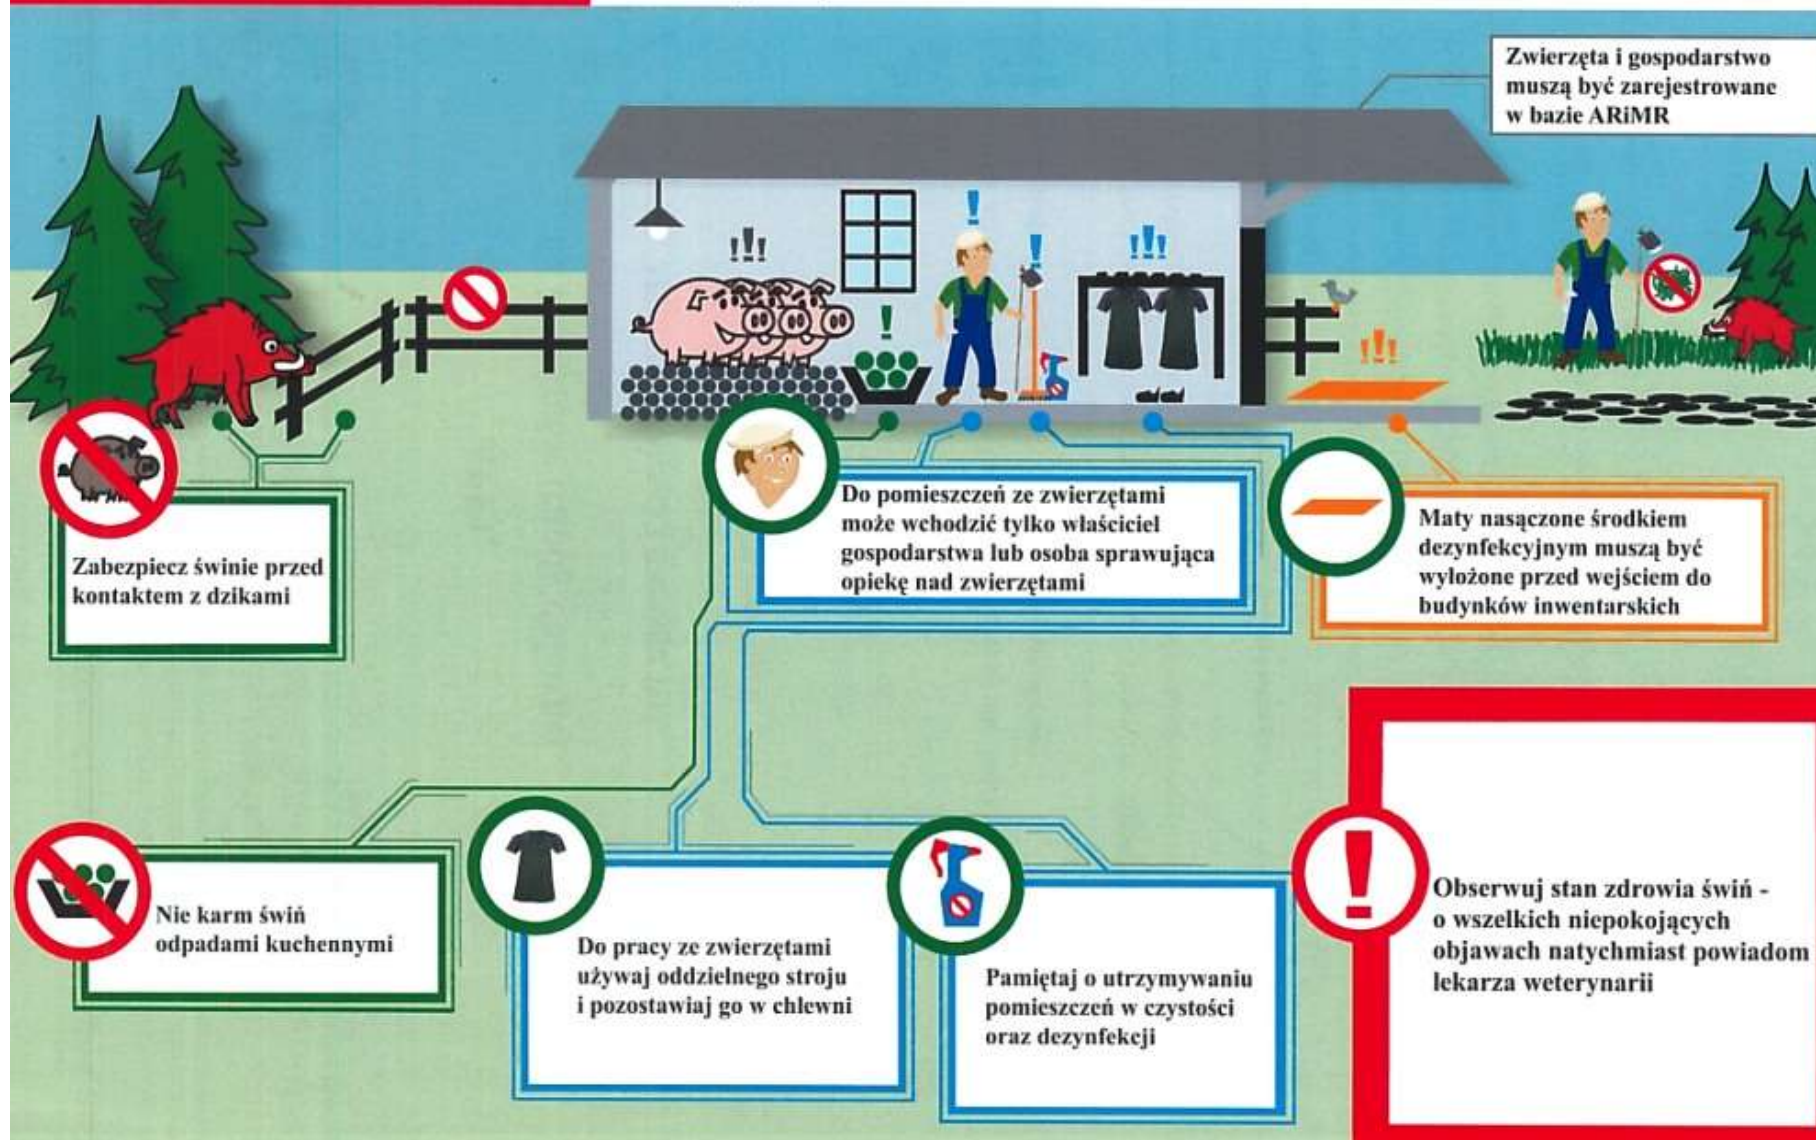 Zwierzęta i gospodarstwo
muszą być zarejestrowane
w bazie ARiMR
Zabezpiecz świnie przed
kontaktem z dzikami
Do pomieszczeń ze zwierzętami
może wchodzić tylko właściciel
gospodarstwa lub osoba sprawująca
opiekę nad zwierzętami
Maty nasączone środkiem
dezynfekcyjnym muszą być
wyłożone przed wejściem do
budynków inwentarskich
Nie karm świń
odpadami kuchennymi
Do pracy ze zwierzętami
używaj oddzielnego stroju
i pozostawiaj go w chlewni
Pamiętaj o utrzymywaniu
pomieszczeń w czystości
oraz dezynfekcji
Obserwuj stan zdrowia świń -
o wszelkich niepokojących
objawach natychmiast powiadom
lekarza weterynarii